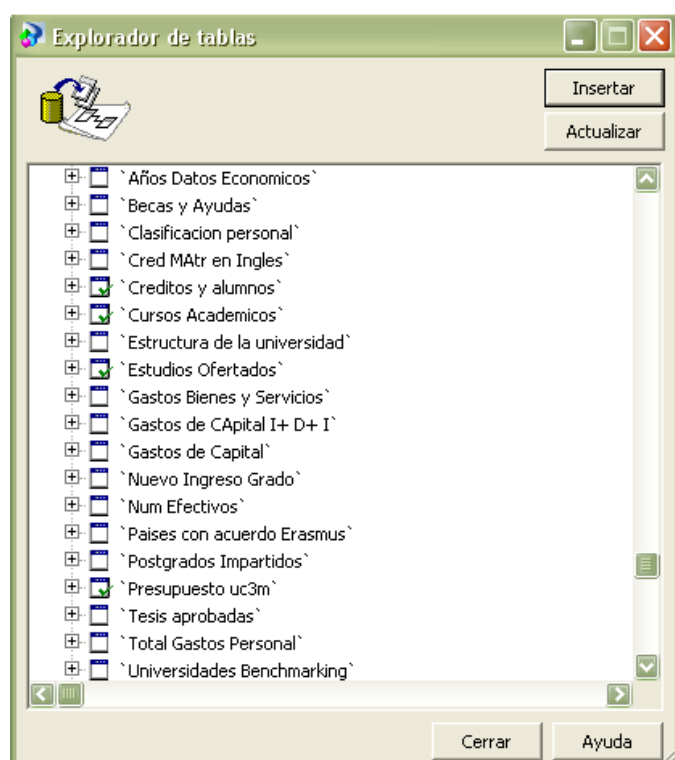 Explorador de tablas
Insertar
Actualizar
`Años Datos Economicos`
`Becas y Ayudas`
`Clasificacion personal`
`Cred MAtr en Ingles`
`Creditos y alumnos`
`Cursos Academicos`
`Estructura de la universidad`
`Estudios Ofertados`
`Gastos Bienes y Servicios`
`Gastos de CApital I+ D+ I`
`Gastos de Capital`
`Nuevo Ingreso Grado`
`Num Efectivos`
`Paises con acuerdo Erasmus`
`Postgrados Impartidos`
`Presupuesto uc3m`
`Tesis aprobadas`
`Total Gastos Personal`
`Universidades Benchmarking`
Cerrar
Ayuda